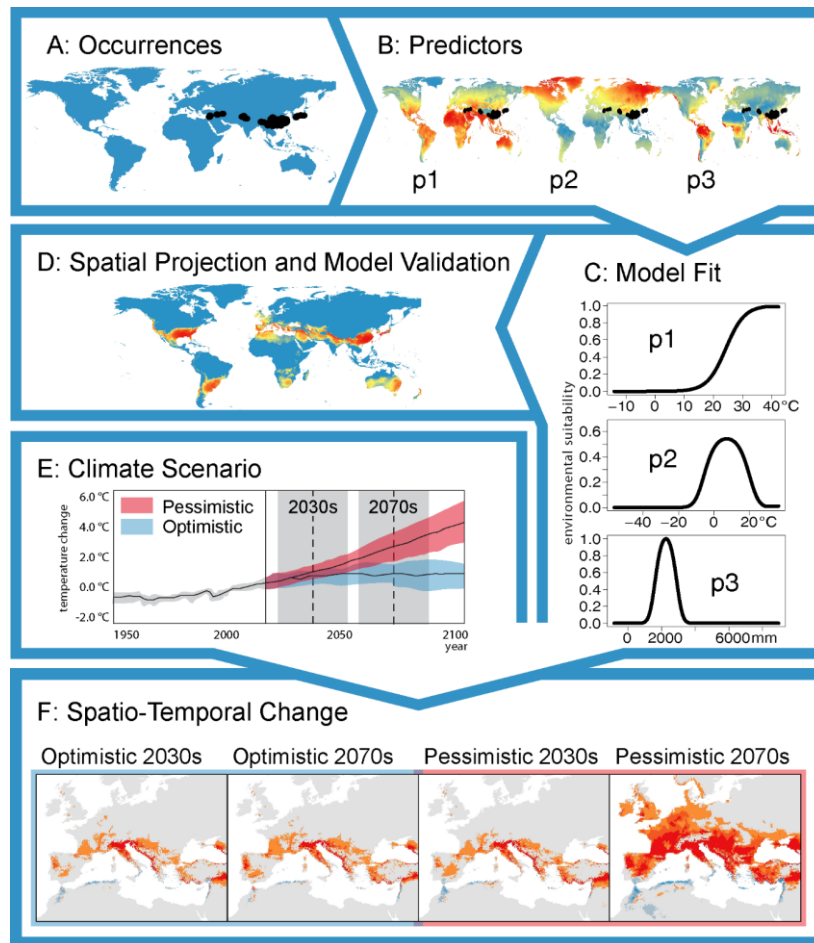 A: Occurrences
B: Predictors
p1
p2
p3
D: Spatial Projection and Model Validation
C: Model Fit
environmental suitability
1.0
0.8
0.6
0.4
0.2
0.0
p1
-10 0 10 20 30 40°C
0.6
0.4
0.2
0.0
p2
-40 -20 0 20°C
1.0
0.8
0.6
0.4
0.2
0.0
p3
0 2000 6000mm
E: Climate Scenario
temperature change
6.0 °C
4.0 °C
2.0 °C
0.0 °C
-2.0 °C
Pessimistic
Optimistic
2030s
2070s
1950 2000 2050 2100
year
F: Spatio-Temporal Change
Optimistic 2030s
Optimistic 2070s
Pessimistic 2030s
Pessimistic 2070s